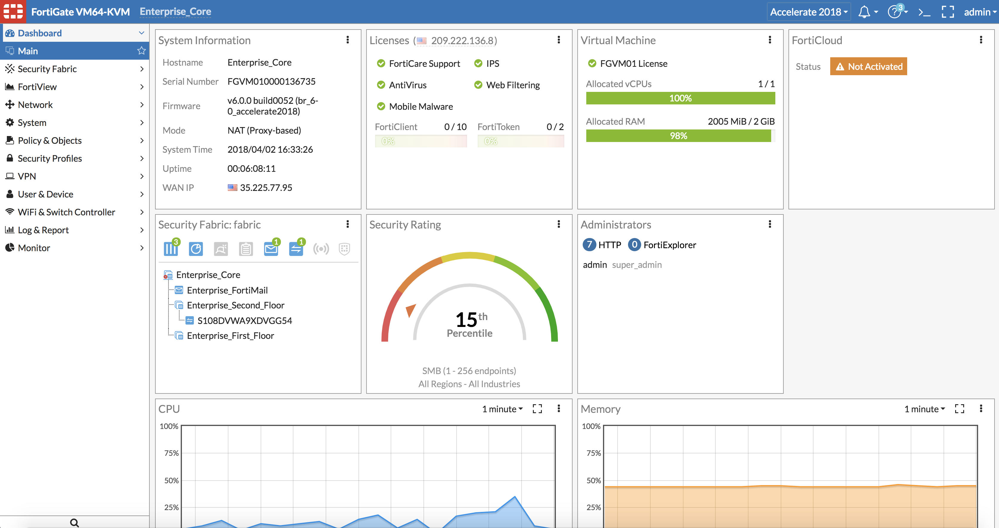 FortiGate VM64-KVM Enterprise_Core
Accelerate 2018
3
admin
Dashboard
Main
Security Fabric
FortiView
Network
System
Policy & Objects
Security Profiles
VPN
User & Device
WiFi & Switch Controller
Log & Report
Monitor
System Information
Hostname Enterprise_Core
Serial Number FGVM010000136735
Firmware v6.0.0 build0052 (br_6-
0_accelerate2018)
Mode NAT (Proxy-based)
System Time 2018/04/02 16:33:26
Uptime 00:06:08:11
WAN IP 35.225.77.95
Licenses ( 209.222.136.8)
FortiCare Support IPS
AntiVirus Web Filtering
Mobile Malware
FortiClient 0 / 10 FortiToken 0 / 2
0% 0%
Virtual Machine
FGVM01 License
Allocated vCPUs 1 / 1
100%
Allocated RAM 2005 MiB / 2 GiB
98%
FortiCloud
Status Not Activated
Security Fabric: fabric
3 1 1
Enterprise_Core
Enterprise_FortiMail
Enterprise_Second_Floor
S108DVWA9XDVGG54
Enterprise_First_Floor
Security Rating
15th
Percentile
SMB (1 - 256 endpoints)
All Regions - All Industries
Administrators
7 HTTP 0 FortiExplorer
admin super_admin
CPU 1 minute
100%
75%
50%
25%
Memory 1 minute
100%
75%
50%
25%